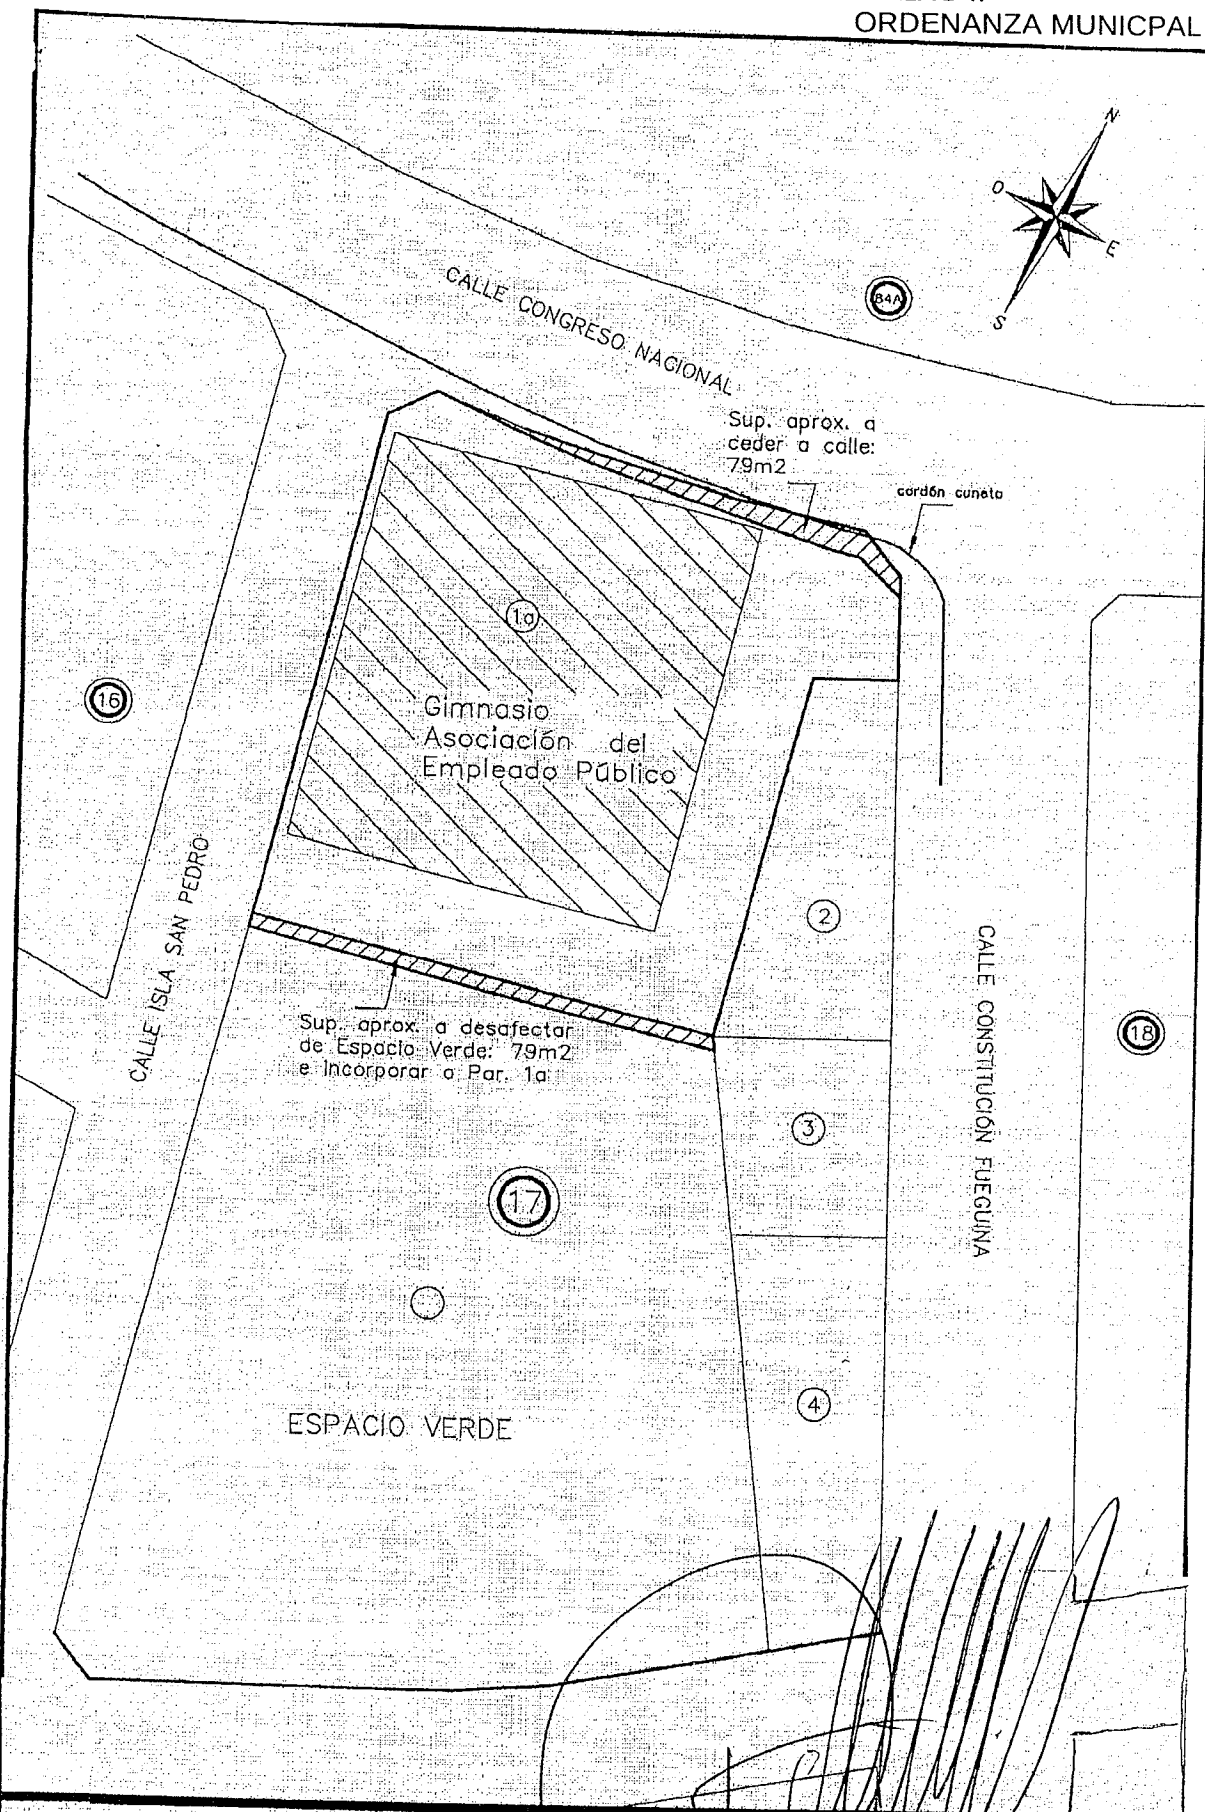 ORDENANZA MUNICPAL
N
O
E
S
84A
CALLE CONGRESO NACIONAL
Sup. aprox. a
ceder a calle:
79m2
cordón cuneta
1a
16
Gimnasio
Asociación del
Empleado Público
2
CALLE ISLA SAN PEDRO
CALLE CONSTITUCIÓN FUEGUINA
18
Sup. aprox. a desafectar
de Espacio Verde: 79m2
e Incorporar a Par. 1a
3
17
4
ESPACIO VERDE